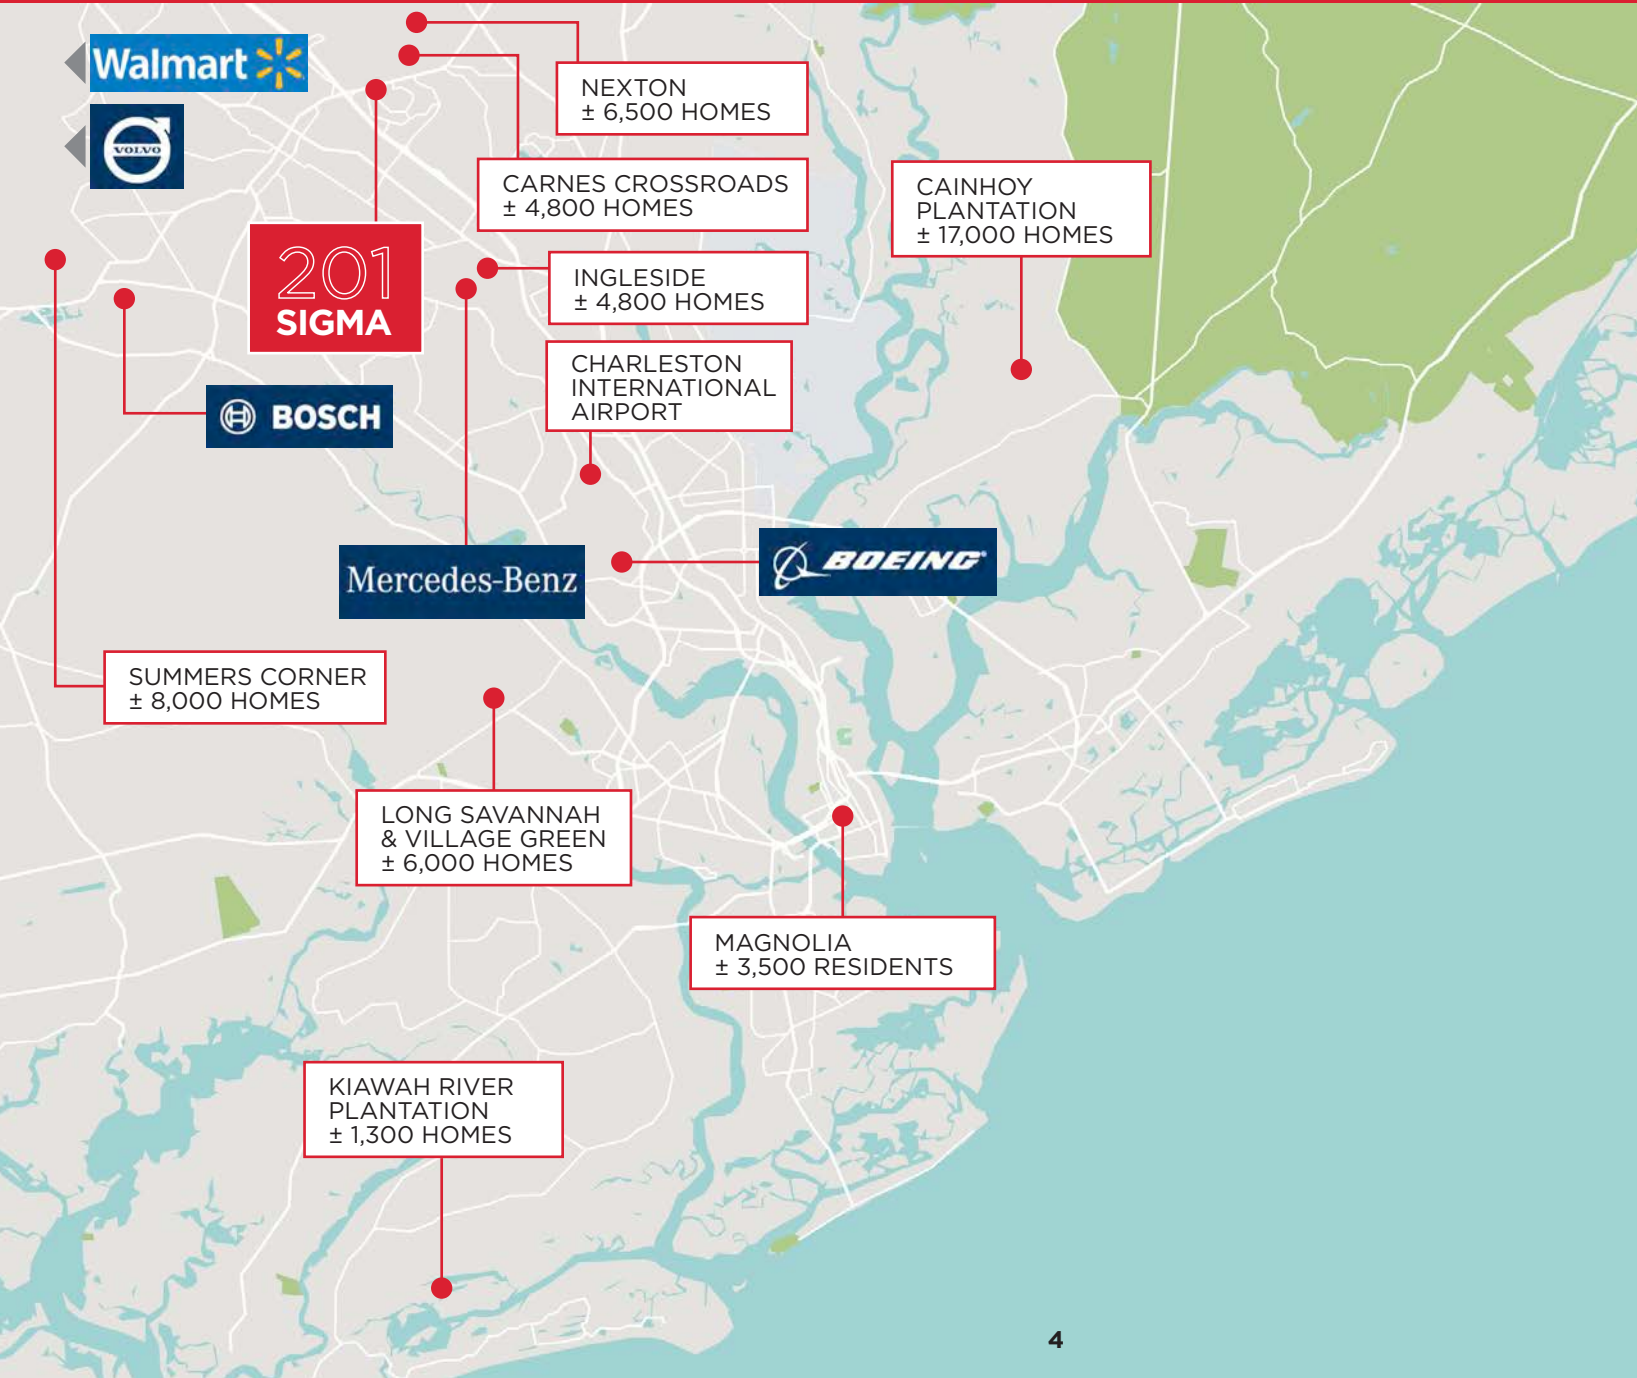 Walmart
VOLVO
NEXTON
± 6,500 HOMES
CARNES CROSSROADS
± 4,800 HOMES
CAINHOY
PLANTATION
± 17,000 HOMES
201
SIGMA
INGLESIDE
± 4,800 HOMES
CHARLESTON
INTERNATIONAL
AIRPORT
BOSCH
Mercedes-Benz
BOEING®
SUMMERS CORNER
± 8,000 HOMES
LONG SAVANNAH
& VILLAGE GREEN
± 6,000 HOMES
MAGNOLIA
± 3,500 RESIDENTS
KIAWAH RIVER
PLANTATION
± 1,300 HOMES
4